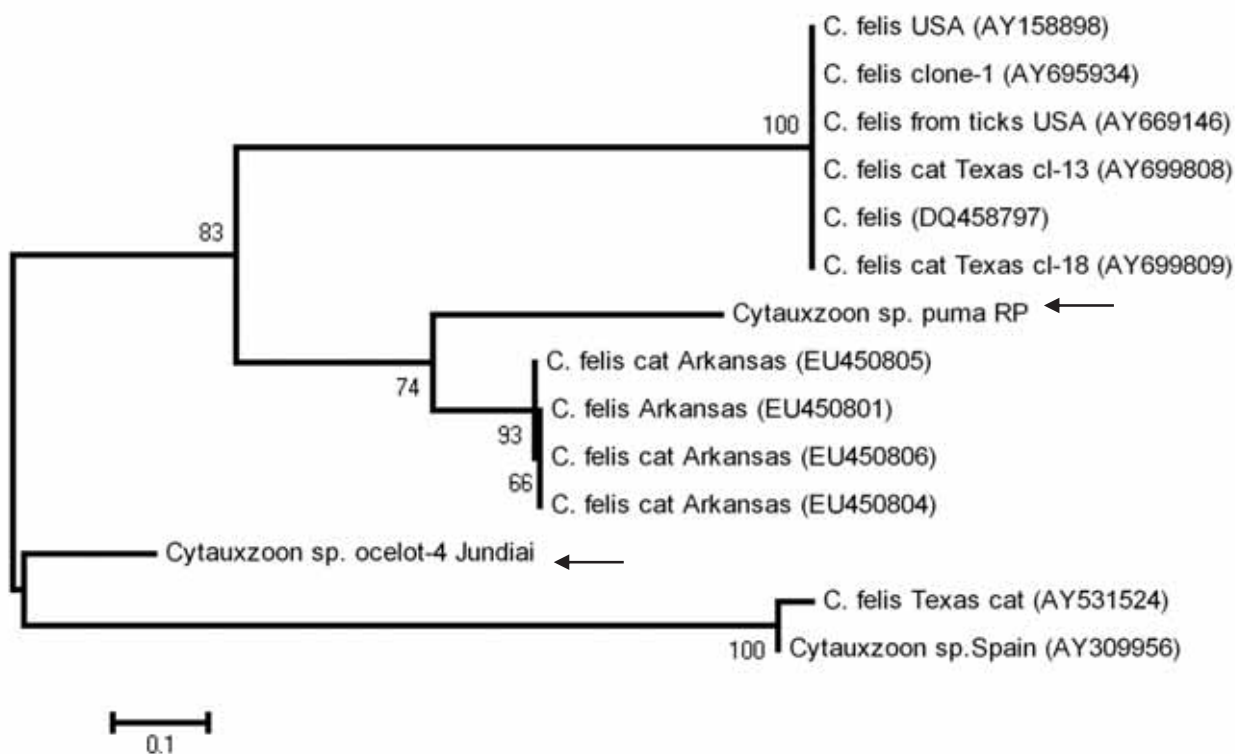 C. felis USA (AY158898)
C. felis clone-1 (AY695934)
100
C. felis from ticks USA (AY669146)
C. felis cat Texas cl-13 (AY699808)
C. felis (DQ458797)
83
C. felis cat Texas cl-18 (AY699809)
Cytauxzoon sp. puma RP
C. felis cat Arkansas (EU450805)
74
C. felis Arkansas (EU450801)
93
C. felis cat Arkansas (EU450806)
66
C. felis cat Arkansas (EU450804)
Cytauxzoon sp. ocelot-4 Jundiai
C. felis Texas cat (AY531524)
100
Cytauxzoon sp.Spain (AY309956)
0.1